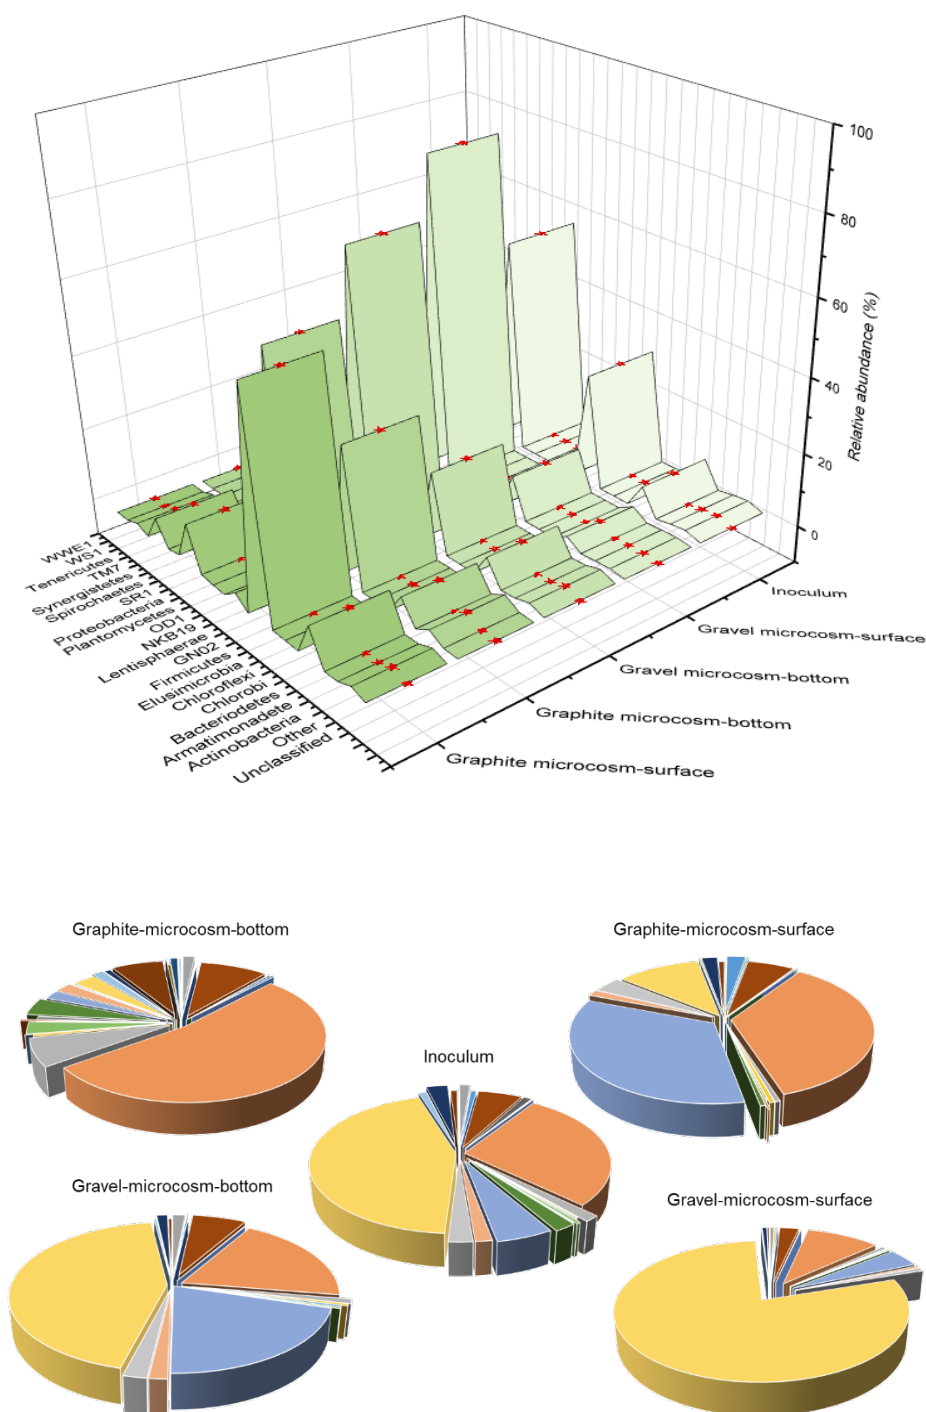 100
80
60
40
20
0
Relative abundance (%)
WWE1
WS1
Tenericutes
TM7
Synergistetes
Spirochaetes
SR1
Proteobacteria
Plantomycetes
OD1
NKB19
Lentisphaerae
GN02
Firmicutes
Elusimicrobia
Chloroflexi
Chlorobi
Bacteriodetes
Armatimonadete
Actinobacteria
Other
Unclassified
Inoculum
Gravel microcosm-surface
Gravel microcosm-bottom
Graphite microcosm-bottom
Graphite microcosm-surface
Graphite-microcosm-bottom
Graphite-microcosm-surface
Inoculum
Gravel-microcosm-bottom
Gravel-microcosm-surface